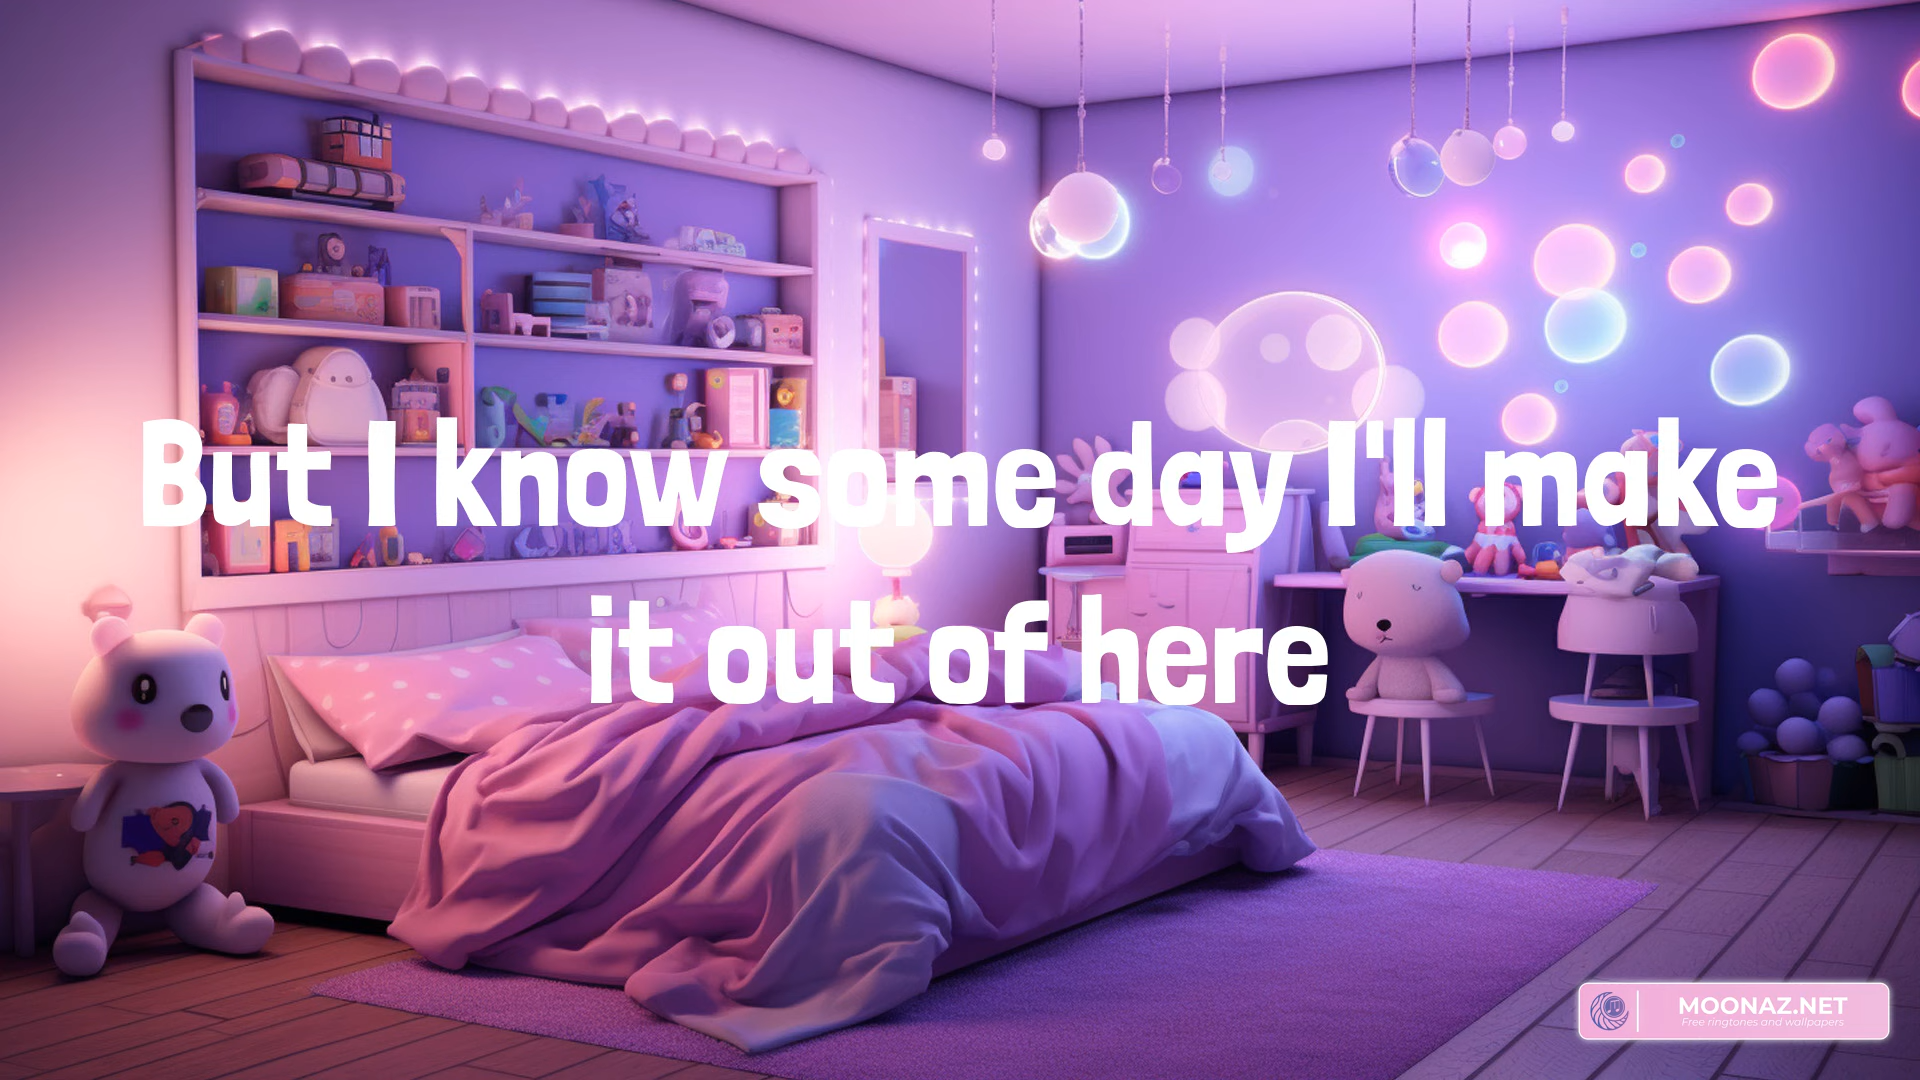 But I know some day I'll make
it out of here
MOONAZ.NET
Free ringtones and wallpapers